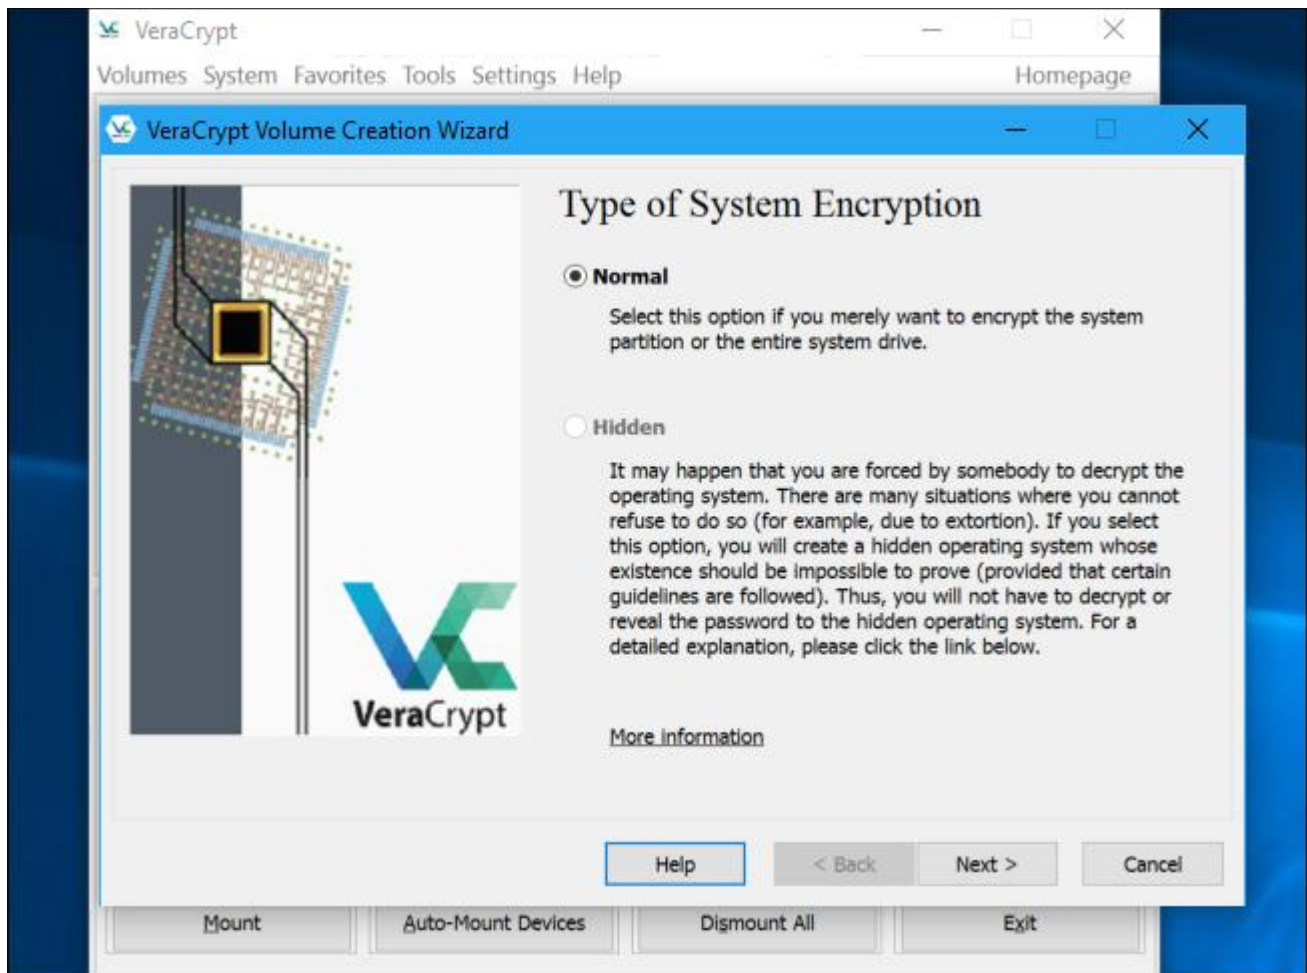 VeraCrypt
Volumes System Favorites Tools Settings Help Homepage
VeraCrypt Volume Creation Wizard
Type of System Encryption
Normal
Select this option if you merely want to encrypt the system
partition or the entire system drive.
Hidden
It may happen that you are forced by somebody to decrypt the
operating system. There are many situations where you cannot
refuse to do so (for example, due to extortion). If you select
this option, you will create a hidden operating system whose
existence should be impossible to prove (provided that certain
guidelines are followed). Thus, you will not have to decrypt or
reveal the password to the hidden operating system. For a
detailed explanation, please click the link below.
VeraCrypt
More information
Help < Back Next > Cancel
Mount Auto-Mount Devices Dismount All Exit